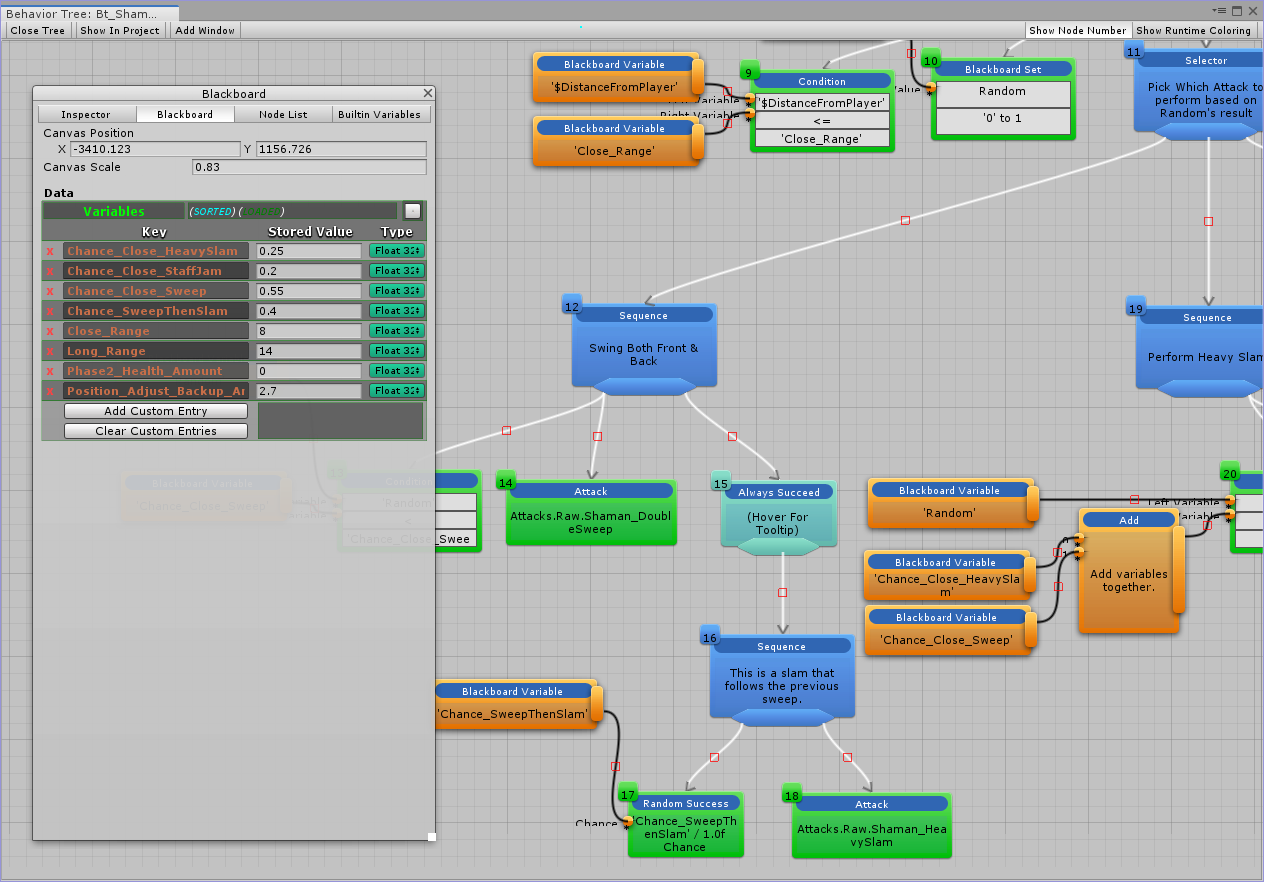 Behavior Tree: Bt_Sham...
Close Tree
Show In Project
Add Window
Show Node Number
Show Runtime Coloring
Blackboard
Inspector
Blackboard
Node List
Builtin Variables
Canvas Position
X -3410.123
Y 1156.726
Canvas Scale
0.83
Data
Variables
(SORTED)(LOADED)
Key
Stored Value
Type
x Chance_Close_HeavySlam 0.25 Float 32
x Chance_Close_StaffJam 0.2 Float 32
x Chance_Close_Sweep 0.55 Float 32
x Chance_SweepThenSlam 0.4 Float 32
x Close_Range 8 Float 32
x Long_Range 14 Float 32
x Phase2_Health_Amount 0 Float 32
x Position_Adjust_Backup_Ar 2.7 Float 32
Add Custom Entry
Clear Custom Entries
Blackboard Variable
'$DistanceFromPlayer'
Blackboard Variable
'Close_Range'
Right Variable
9
Condition
'$DistanceFromPlayer'
<=
'Close_Range'
10
Blackboard Set
Random
'0' to 1
11
Selector
Pick Which Attack to
perform based on
Random's result
12
Sequence
Swing Both Front &
Back
19
Sequence
Perform Heavy Slam
Blackboard Variable
'Chance_Close_Sweep'
Condition
'Random'
<
'Chance_Close_Swee
14
Attack
Attacks.Raw.Shaman_Doubl
eSweep
15
Always Succeed
(Hover For
Tooltip)
Blackboard Variable
'Random'
Left Variable
20
Add
Add variables
together.
Blackboard Variable
'Chance_Close_HeavySla
m'
Blackboard Variable
'Chance_Close_Sweep'
16
Sequence
This is a slam that
follows the previous
sweep.
Blackboard Variable
'Chance_SweepThenSlam'
Chance
17
Random Success
'Chance_SweepTh
enSlam' / 1.0f
Chance
18
Attack
Attacks.Raw.Shaman_Hea
vySlam